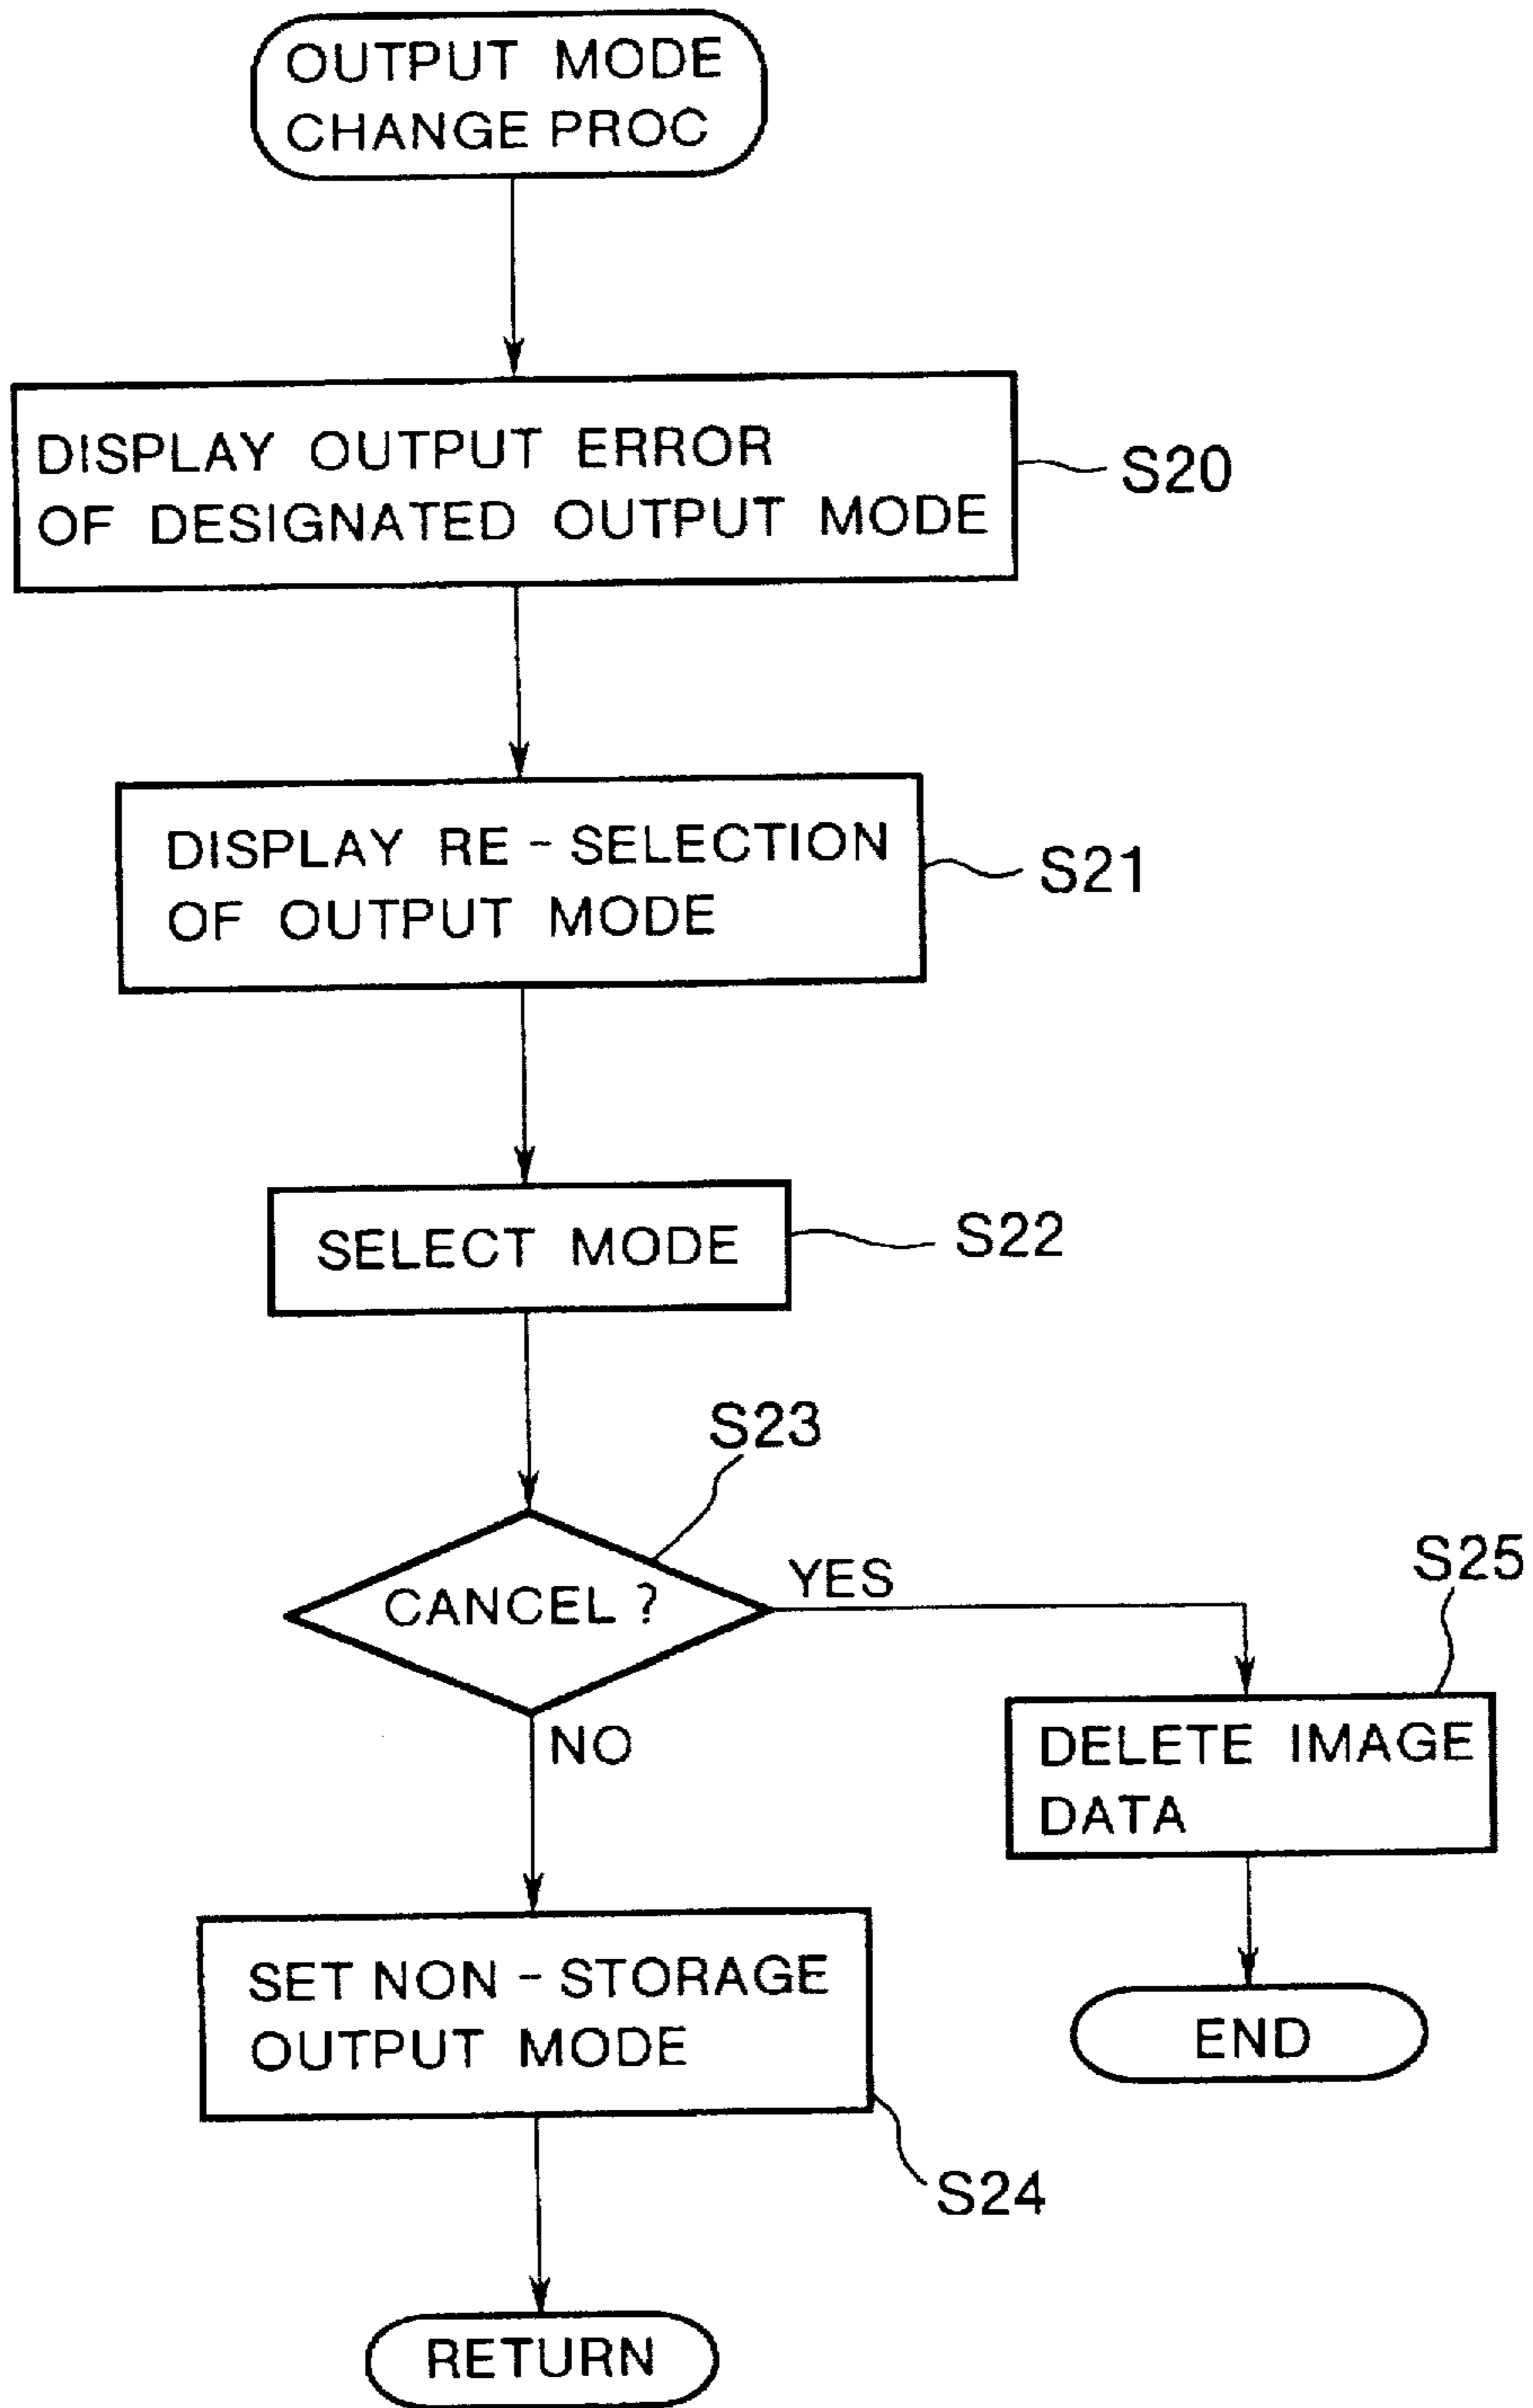 OUTPUT MODE
CHANGE PROC
DISPLAY OUTPUT ERROR
OF DESIGNATED OUTPUT MODE
S20
DISPLAY RE-SELECTION
OF OUTPUT MODE
S21
SELECT MODE
S22
S23
CANCEL?
YES
NO
S25
DELETE IMAGE
DATA
END
SET NON-STORAGE
OUTPUT MODE
S24
RETURN